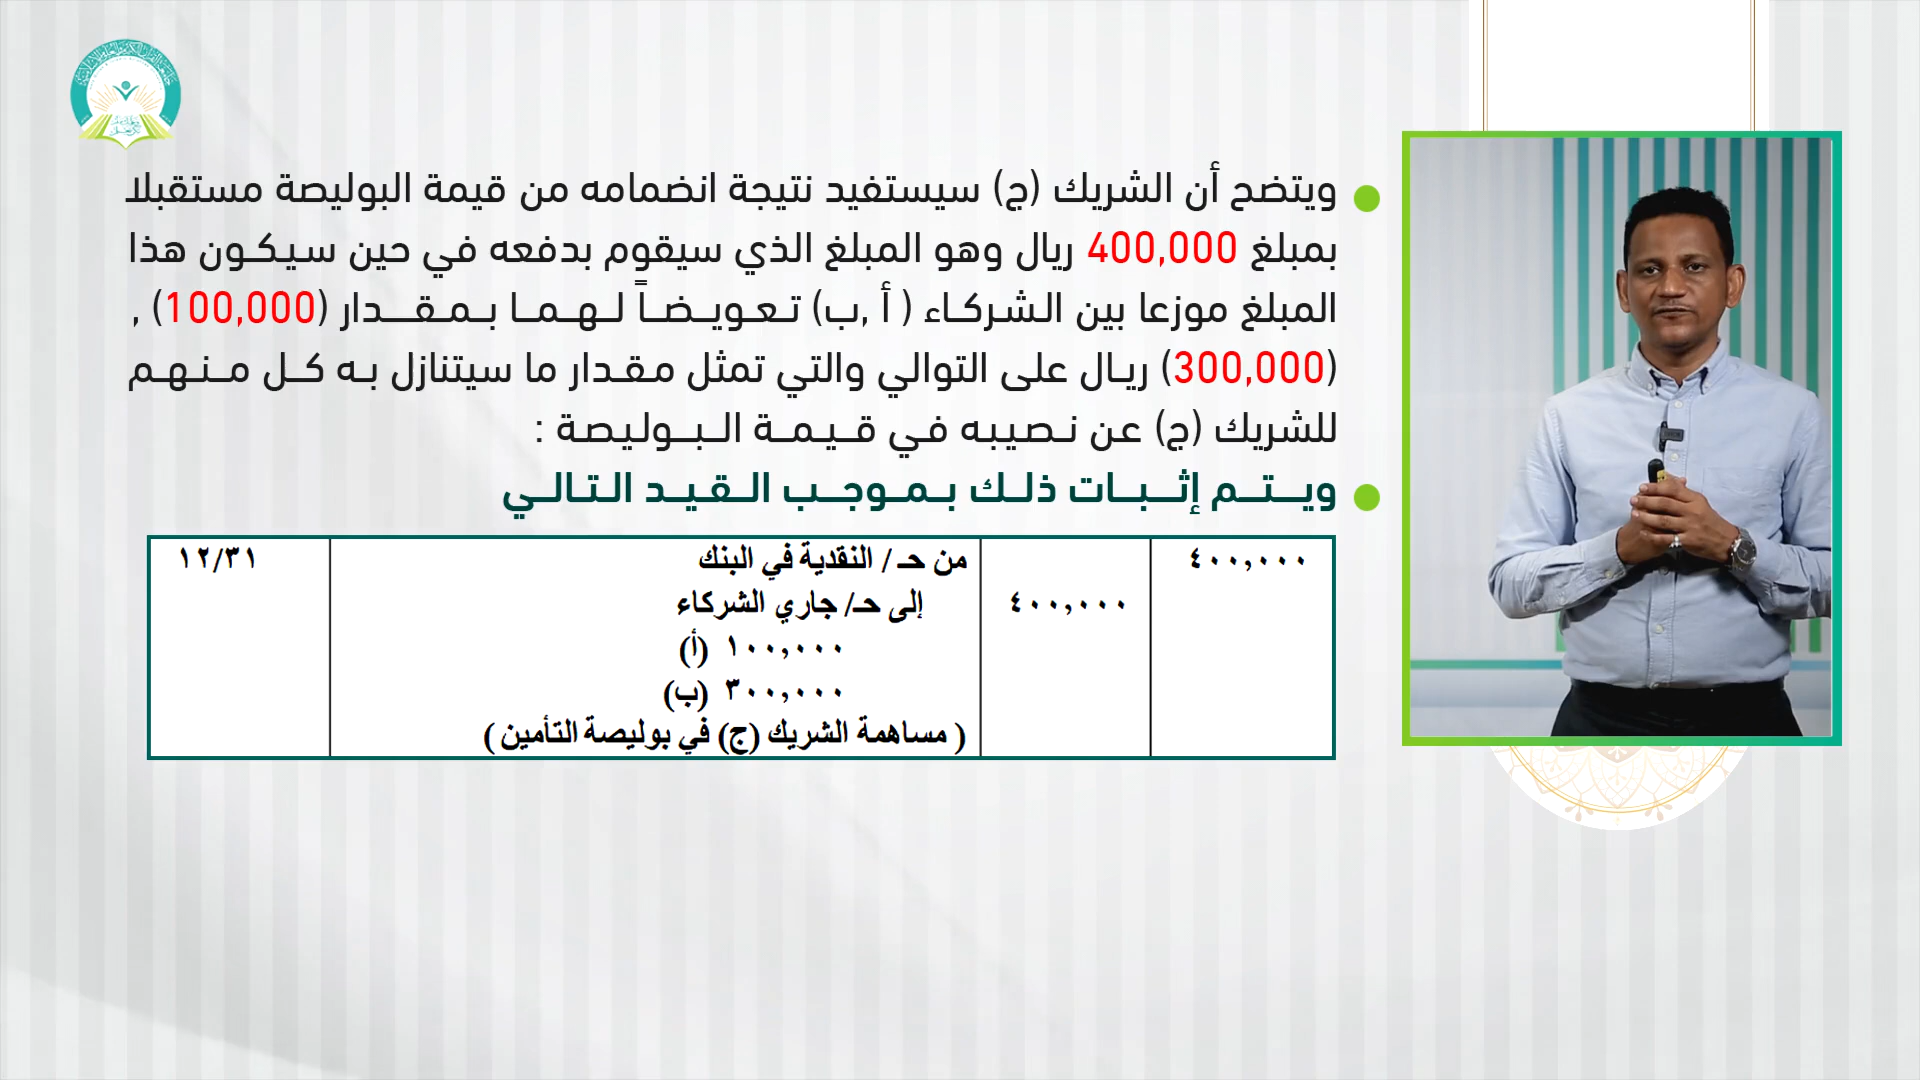 ويتضح أن الشريك (ج) سيستفيد نتيجة انضمامه من قيمة البوليصة مستقبلا
بمبلغ 400,000 ريال وهو المبلغ الذي سيقوم بدفعه في حين سيكون هذا
المبلغ موزعا بين الشركاء ( أ ,ب) تعويضاً لهما بمقدار (100,000) ,
(300,000) ريال على التوالي والتي تمثل مقدار ما سيتنازل به كل منهم
للشريك (ج) عن نصيبه في قيمة البوليصة :
ويتم إثبات ذلك بموجب القيد التالي
٤٠٠,٠٠٠ من حـ / النقدية في البنك ١٢/٣١
٤٠٠,٠٠٠ إلى حـ/ جاري الشركاء
١٠٠,٠٠٠ (أ)
٣٠٠,٠٠٠ (ب)
( مساهمة الشريك (ج) في بوليصة التأمين )